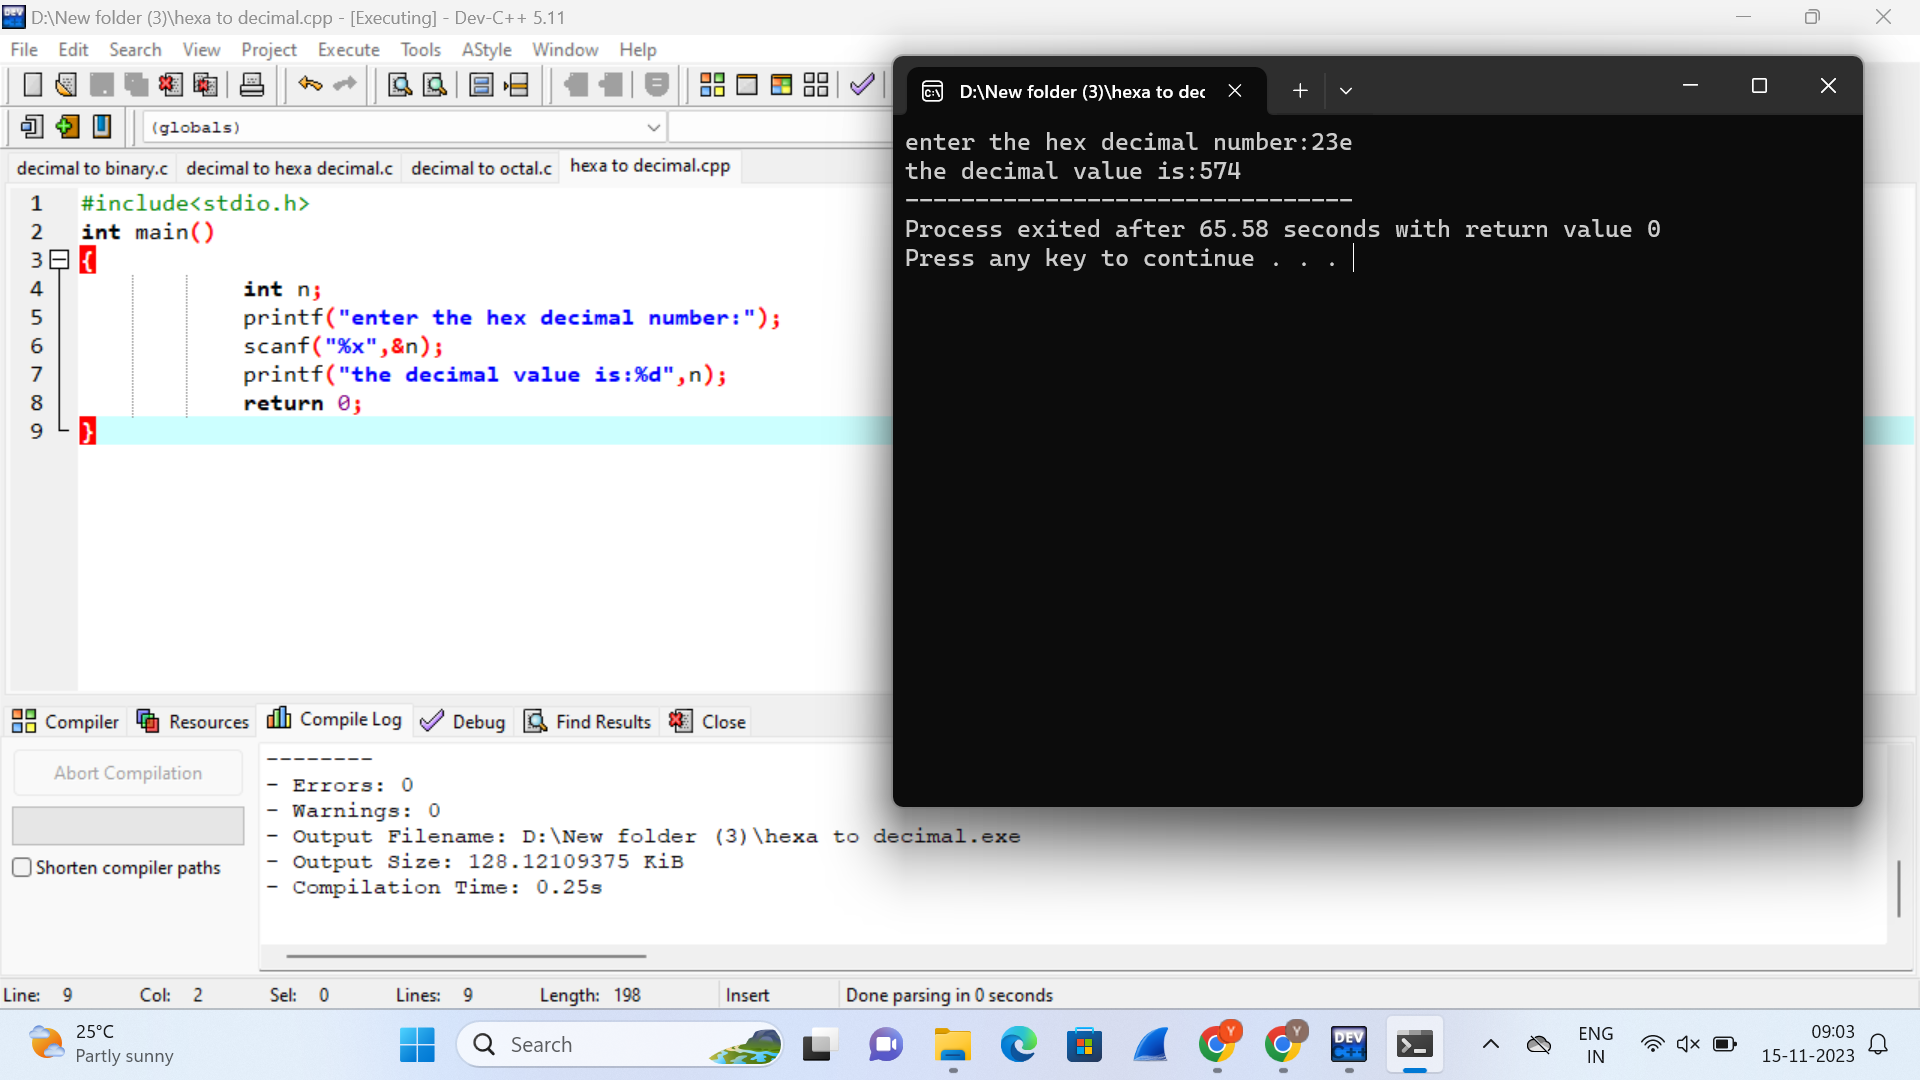 D:\New folder (3)\hexa to decimal.cpp - [Executing] - Dev-C++ 5.11
File Edit Search View Project Execute Tools AStyle Window Help
(globals)
decimal to binary.c decimal to hexa decimal.c decimal to octal.c hexa to decimal.cpp
1 #include<stdio.h>
2 int main()
3 {
4 int n;
5 printf("enter the hex decimal number:");
6 scanf("%x",&n);
7 printf("the decimal value is:%d",n);
8 return 0;
9 }
D:\New folder (3)\hexa to dec
enter the hex decimal number:23e
the decimal value is:574
--------------------------------
Process exited after 65.58 seconds with return value 0
Press any key to continue . . .
Compiler Resources Compile Log Debug Find Results Close
Abort Compilation
Shorten compiler paths
--------
- Errors: 0
- Warnings: 0
- Output Filename: D:\New folder (3)\hexa to decimal.exe
- Output Size: 128.12109375 KiB
- Compilation Time: 0.25s
Line: 9 Col: 2 Sel: 0 Lines: 9 Length: 198 Insert Done parsing in 0 seconds
25°C
Partly sunny
Search
Y
Y
DEV
C++
ENG
IN
09:03
15-11-2023